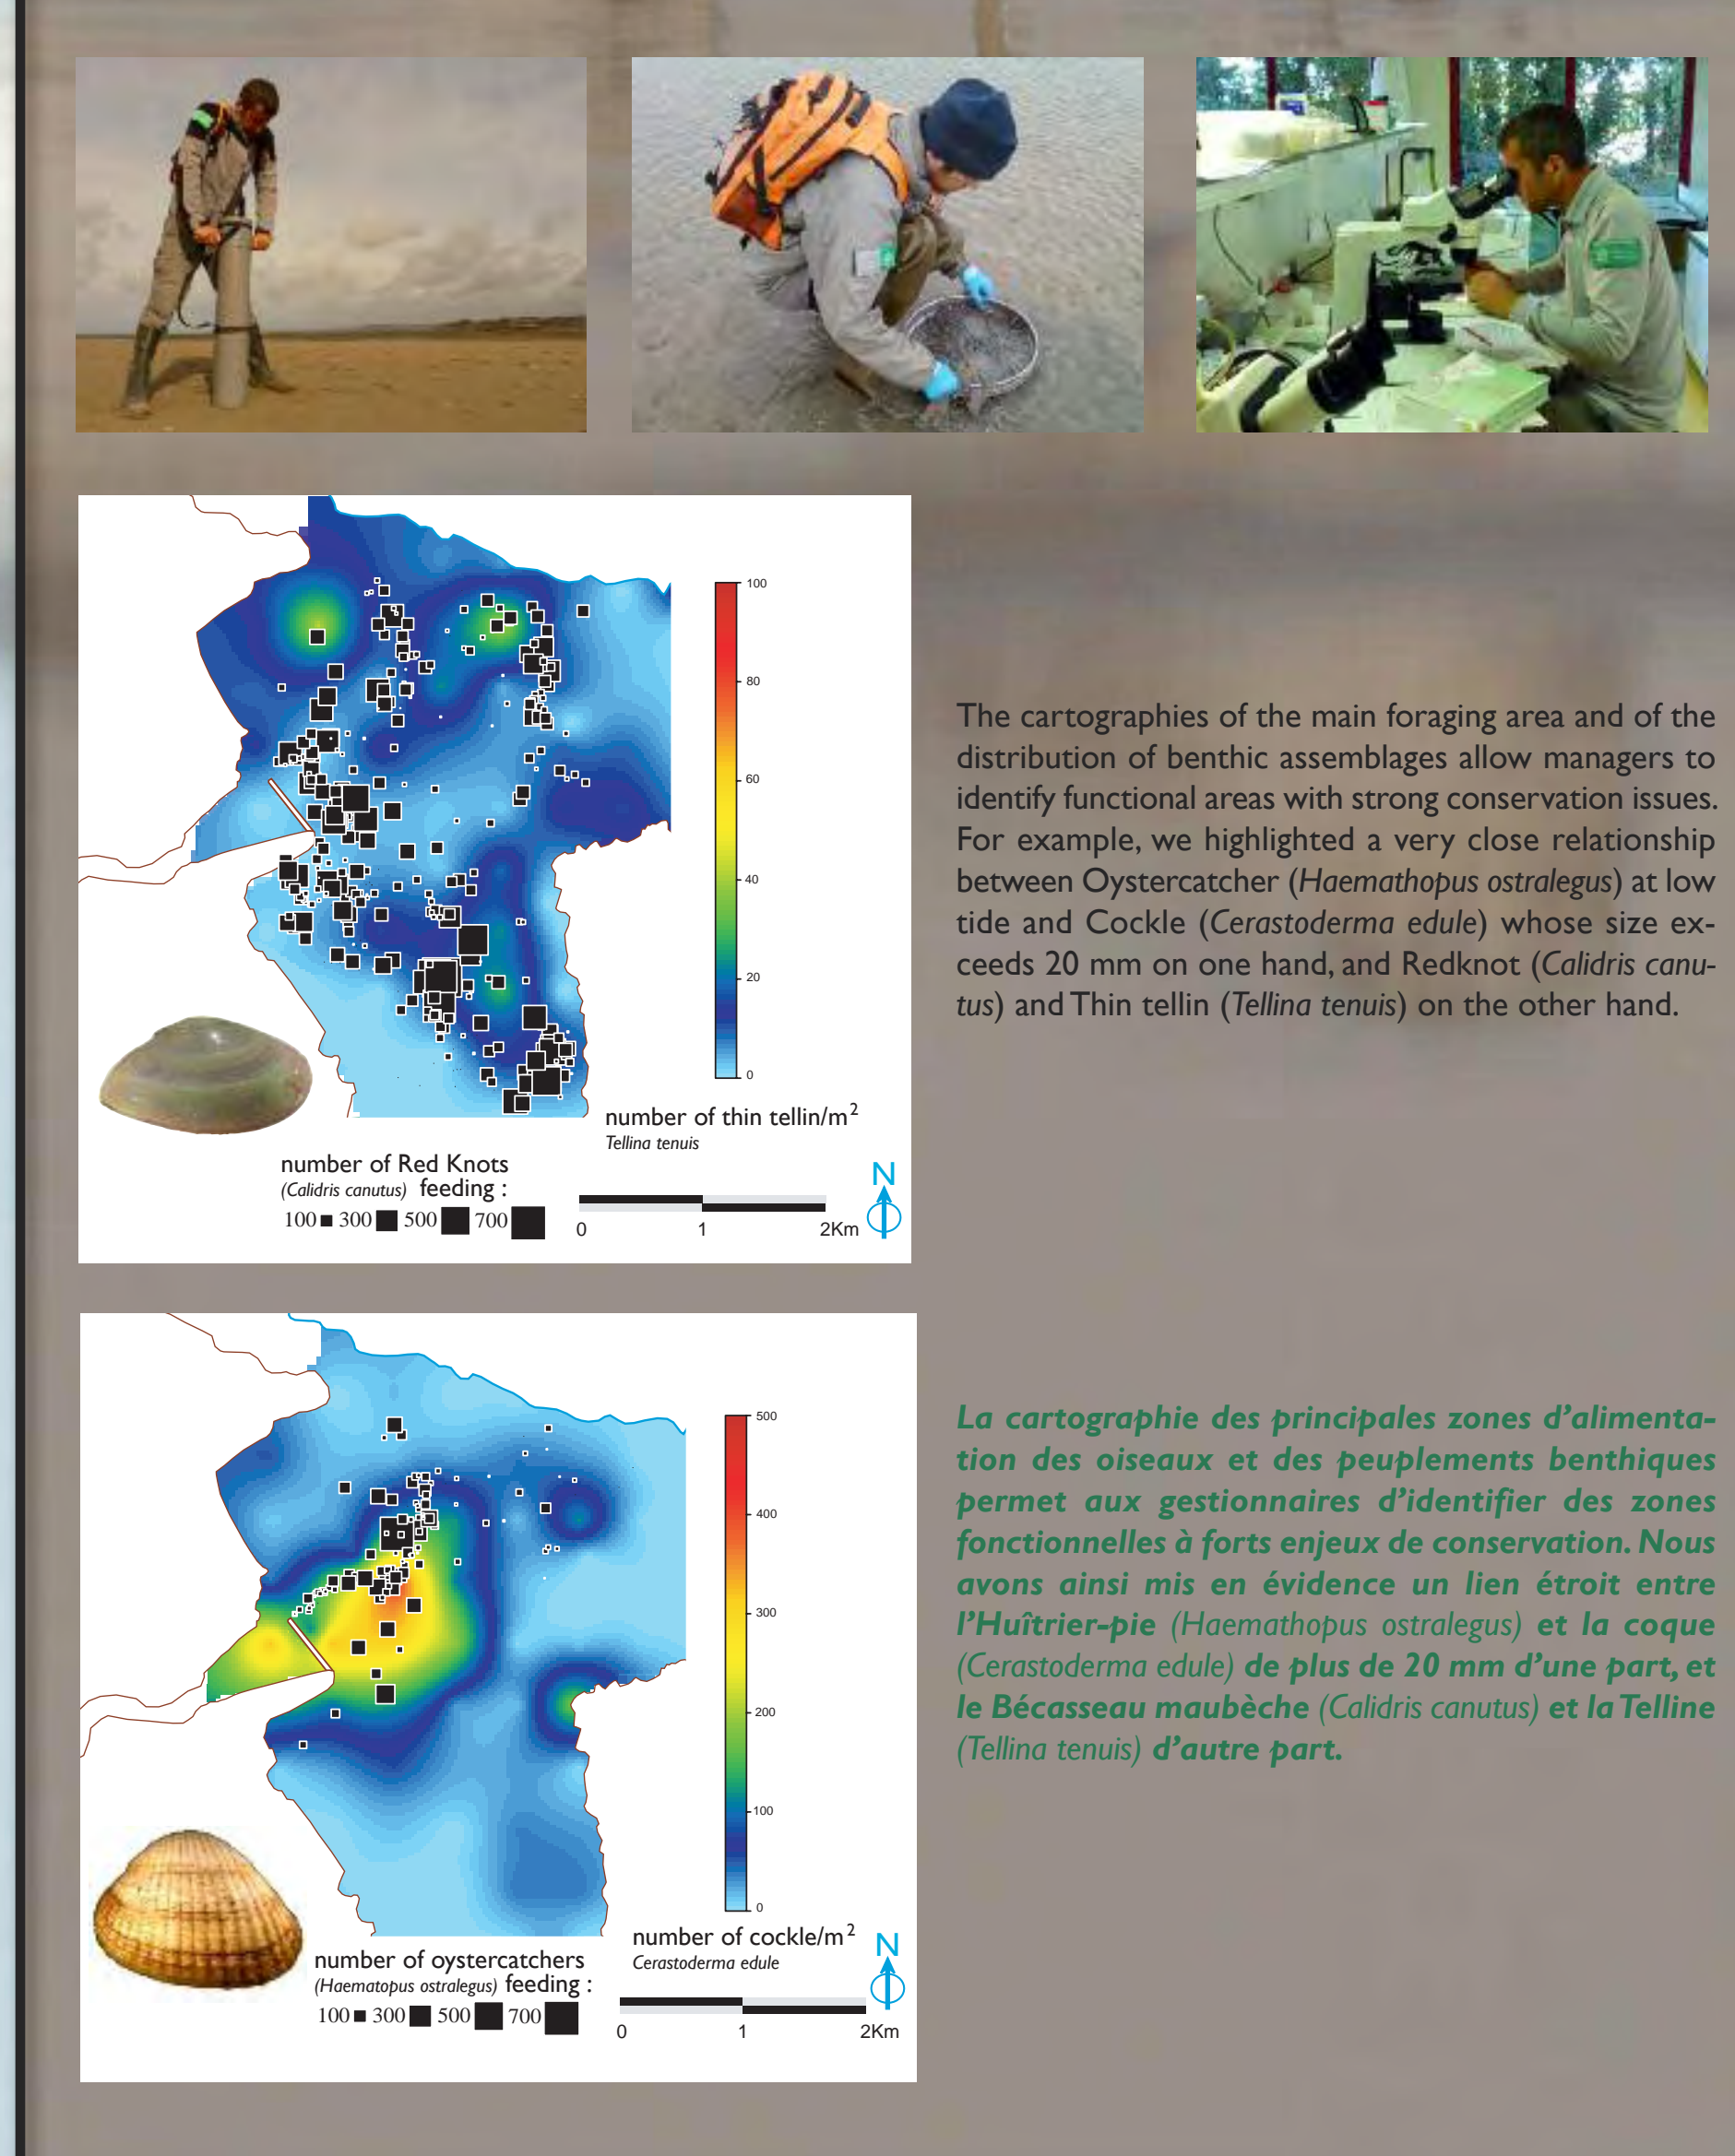 100
80
60
40
20
0
number of thin tellin/m2
Tellina tenuis
number of Red Knots
(Calidris canutus) feeding :
100 300 500 700
0 1 2Km
N
The cartographies of the main foraging area and of the
distribution of benthic assemblages allow managers to
identify functional areas with strong conservation issues.
For example, we highlighted a very close relationship
between Oystercatcher (Haemathopus ostralegus) at low
tide and Cockle (Cerastoderma edule) whose size ex-
ceeds 20 mm on one hand, and Redknot (Calidris canu-
tus) and Thin tellin (Tellina tenuis) on the other hand.
500
400
300
200
100
0
number of cockle/m2
Cerastoderma edule
number of oystercatchers
(Haematopus ostralegus) feeding :
100 300 500 700
0 1 2Km
N
La cartographie des principales zones d'alimenta-
tion des oiseaux et des peuplements benthiques
permet aux gestionnaires d'identifier des zones
fonctionnelles à forts enjeux de conservation. Nous
avons ainsi mis en évidence un lien étroit entre
l'Huîtrier-pie (Haemathopus ostralegus) et la coque
(Cerastoderma edule) de plus de 20 mm d'une part, et
le Bécasseau maubèche (Calidris canutus) et la Telline
(Tellina tenuis) d'autre part.